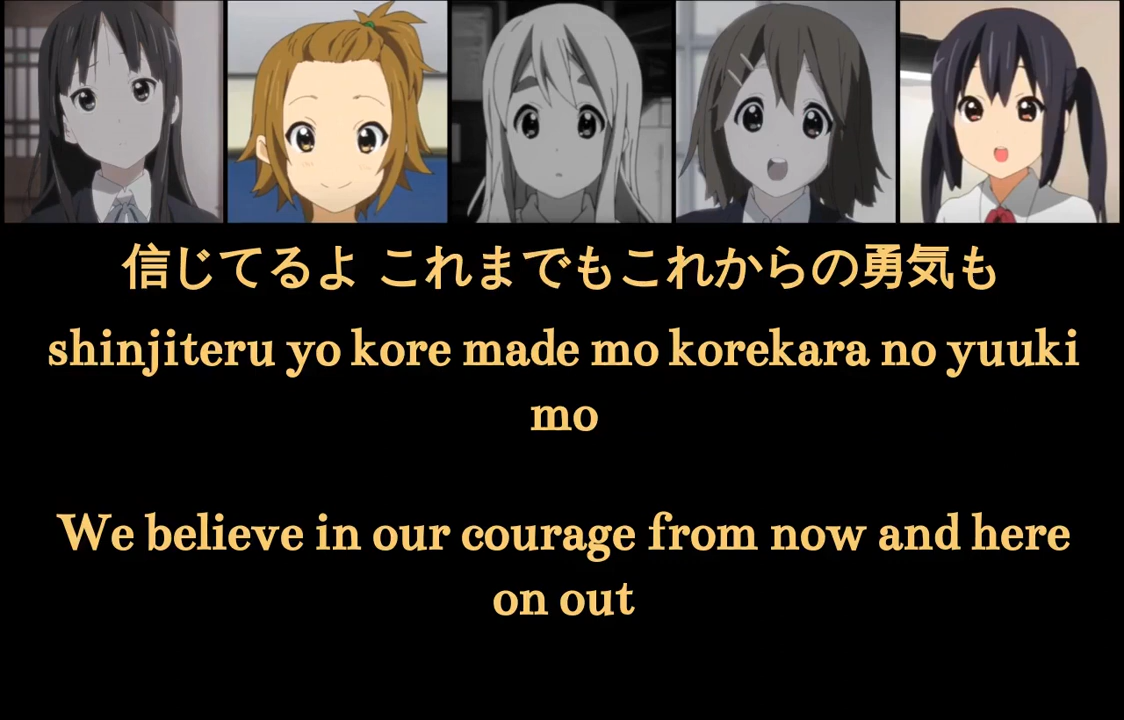 信じてるよ これまでもこれからの勇気も
shinjiteru yo kore made mo korekara no yuuki
mo
We believe in our courage from now and here
on out